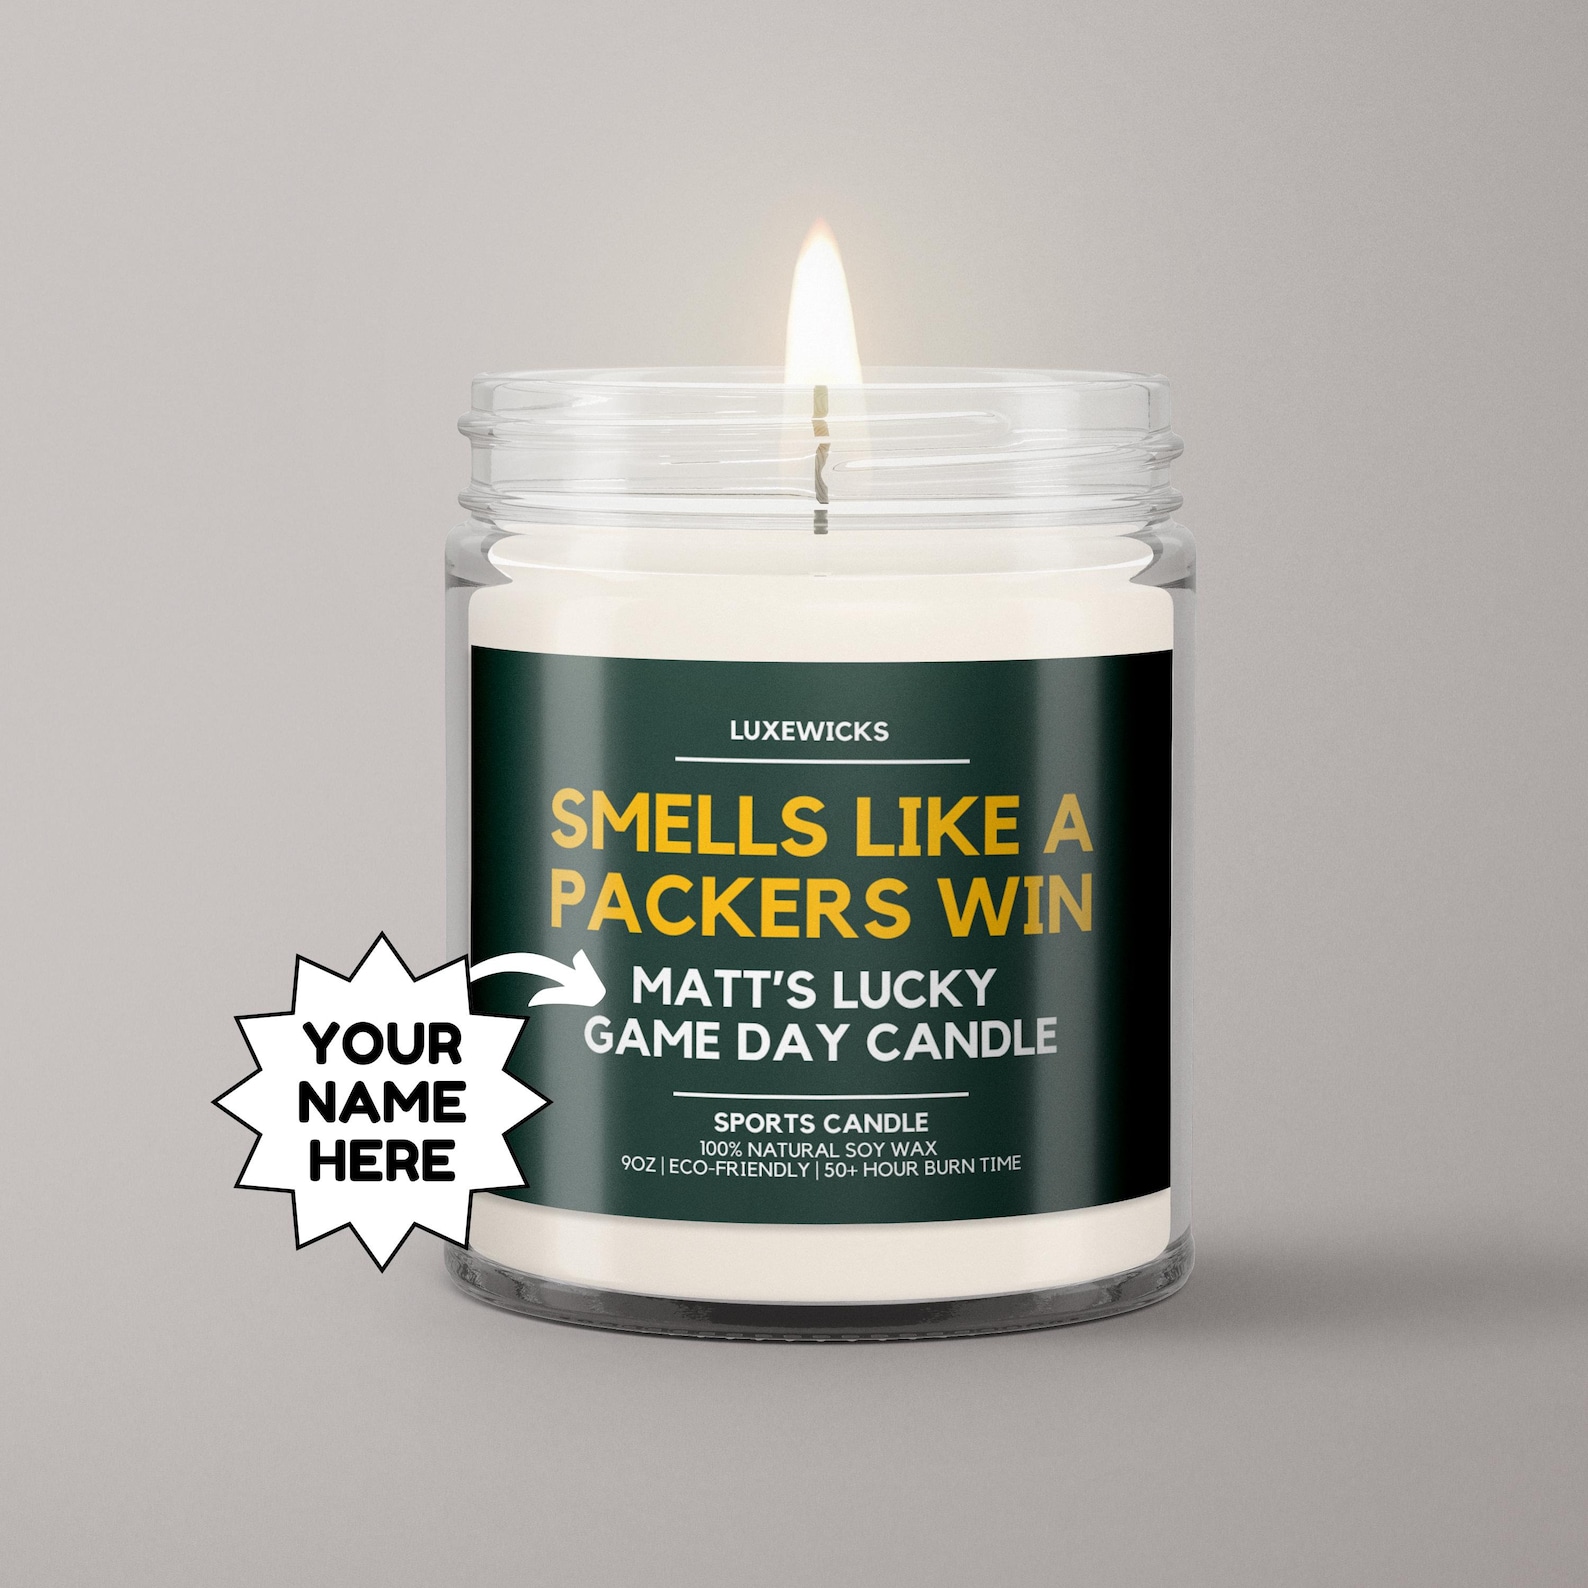 LUXEWICKS
SMELLS LIKE A
PACKERS WIN
MATT'S LUCKY
GAME DAY CANDLE
SPORTS CANDLE
100% NATURAL SOY WAX
9OZ | ECO-FRIENDLY | 50+ HOUR BURN TIME
YOUR
NAME
HERE